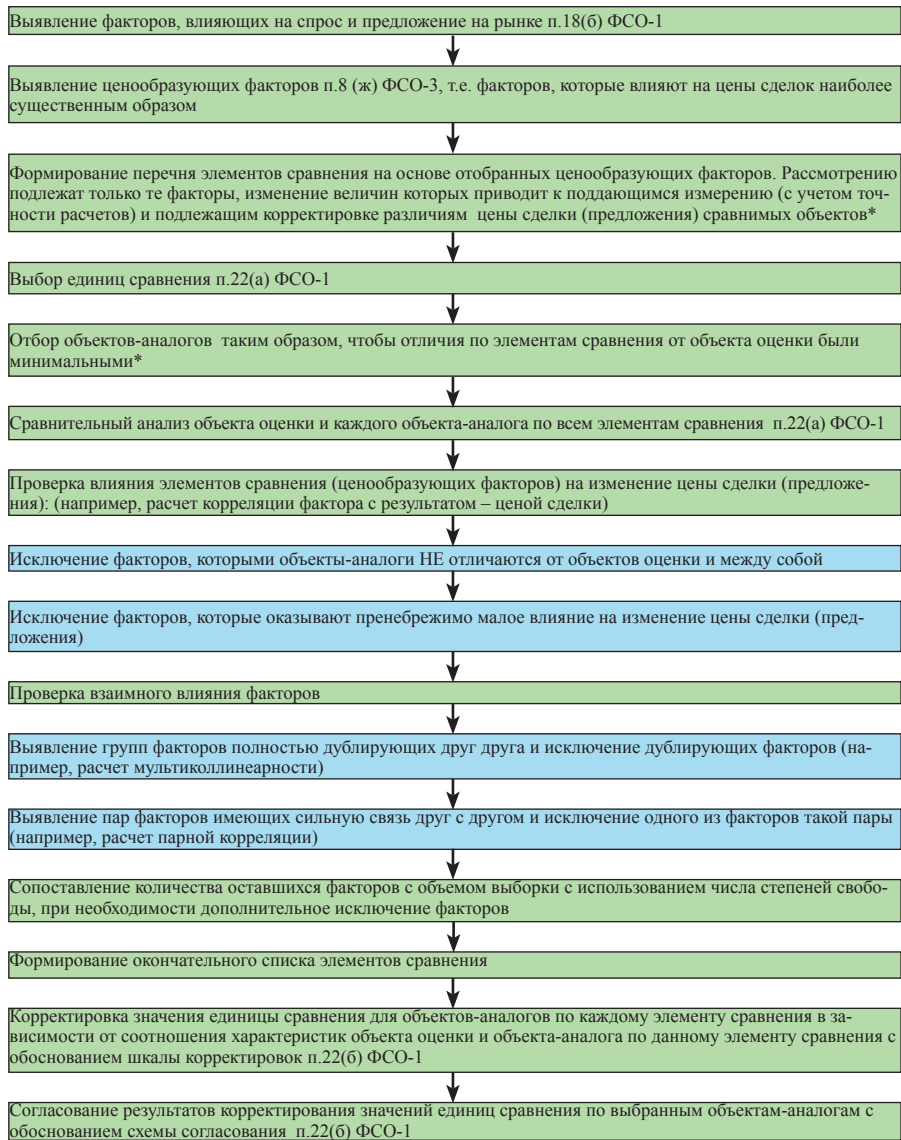 Выявление факторов, влияющих на спрос и предложение на рынке п.18(б) ФСО-1
Выявление ценообразующих факторов п.8 (ж) ФСО-3, т.е. факторов, которые влияют на цены сделок наиболее
существенным образом
Формирование перечня элементов сравнения на основе отобранных ценообразующих факторов. Рассмотрению
подлежат только те факторы, изменение величин которых приводит к поддающимся измерению (с учетом точ-
ности расчетов) и подлежащим корректировке различиям цены сделки (предложения) сравнимых объектов*
Выбор единиц сравнения п.22(а) ФСО-1
Отбор объектов-аналогов таким образом, чтобы отличия по элементам сравнения от объекта оценки были
минимальными*
Сравнительный анализ объекта оценки и каждого объекта-аналога по всем элементам сравнения п.22(а) ФСО-1
Проверка влияния элементов сравнения (ценообразующих факторов) на изменение цены сделки (предложе-
ния): (например, расчет корреляции фактора с результатом – ценой сделки)
Исключение факторов, которыми объекты-аналоги НЕ отличаются от объектов оценки и между собой
Исключение факторов, которые оказывают пренебрежимо малое влияние на изменение цены сделки (пред-
ложения)
Проверка взаимного влияния факторов
Выявление групп факторов полностью дублирующих друг друга и исключение дублирующих факторов (на-
пример, расчет мультиколлинеарности)
Выявление пар факторов имеющих сильную связь друг с другом и исключение одного из факторов такой пары
(например, расчет парной корреляции)
Сопоставление количества оставшихся факторов с объемом выборки с использованием числа степеней свобо-
ды, при необходимости дополнительное исключение факторов
Формирование окончательного списка элементов сравнения
Корректировка значения единицы сравнения для объектов-аналогов по каждому элементу сравнения в за-
висимости от соотношения характеристик объекта оценки и объекта-аналога по данному элементу сравнения с
обоснованием шкалы корректировок п.22(б) ФСО-1
Согласование результатов корректирования значений единиц сравнения по выбранным объектам-аналогам с
обоснованием схемы согласования п.22(б) ФСО-1